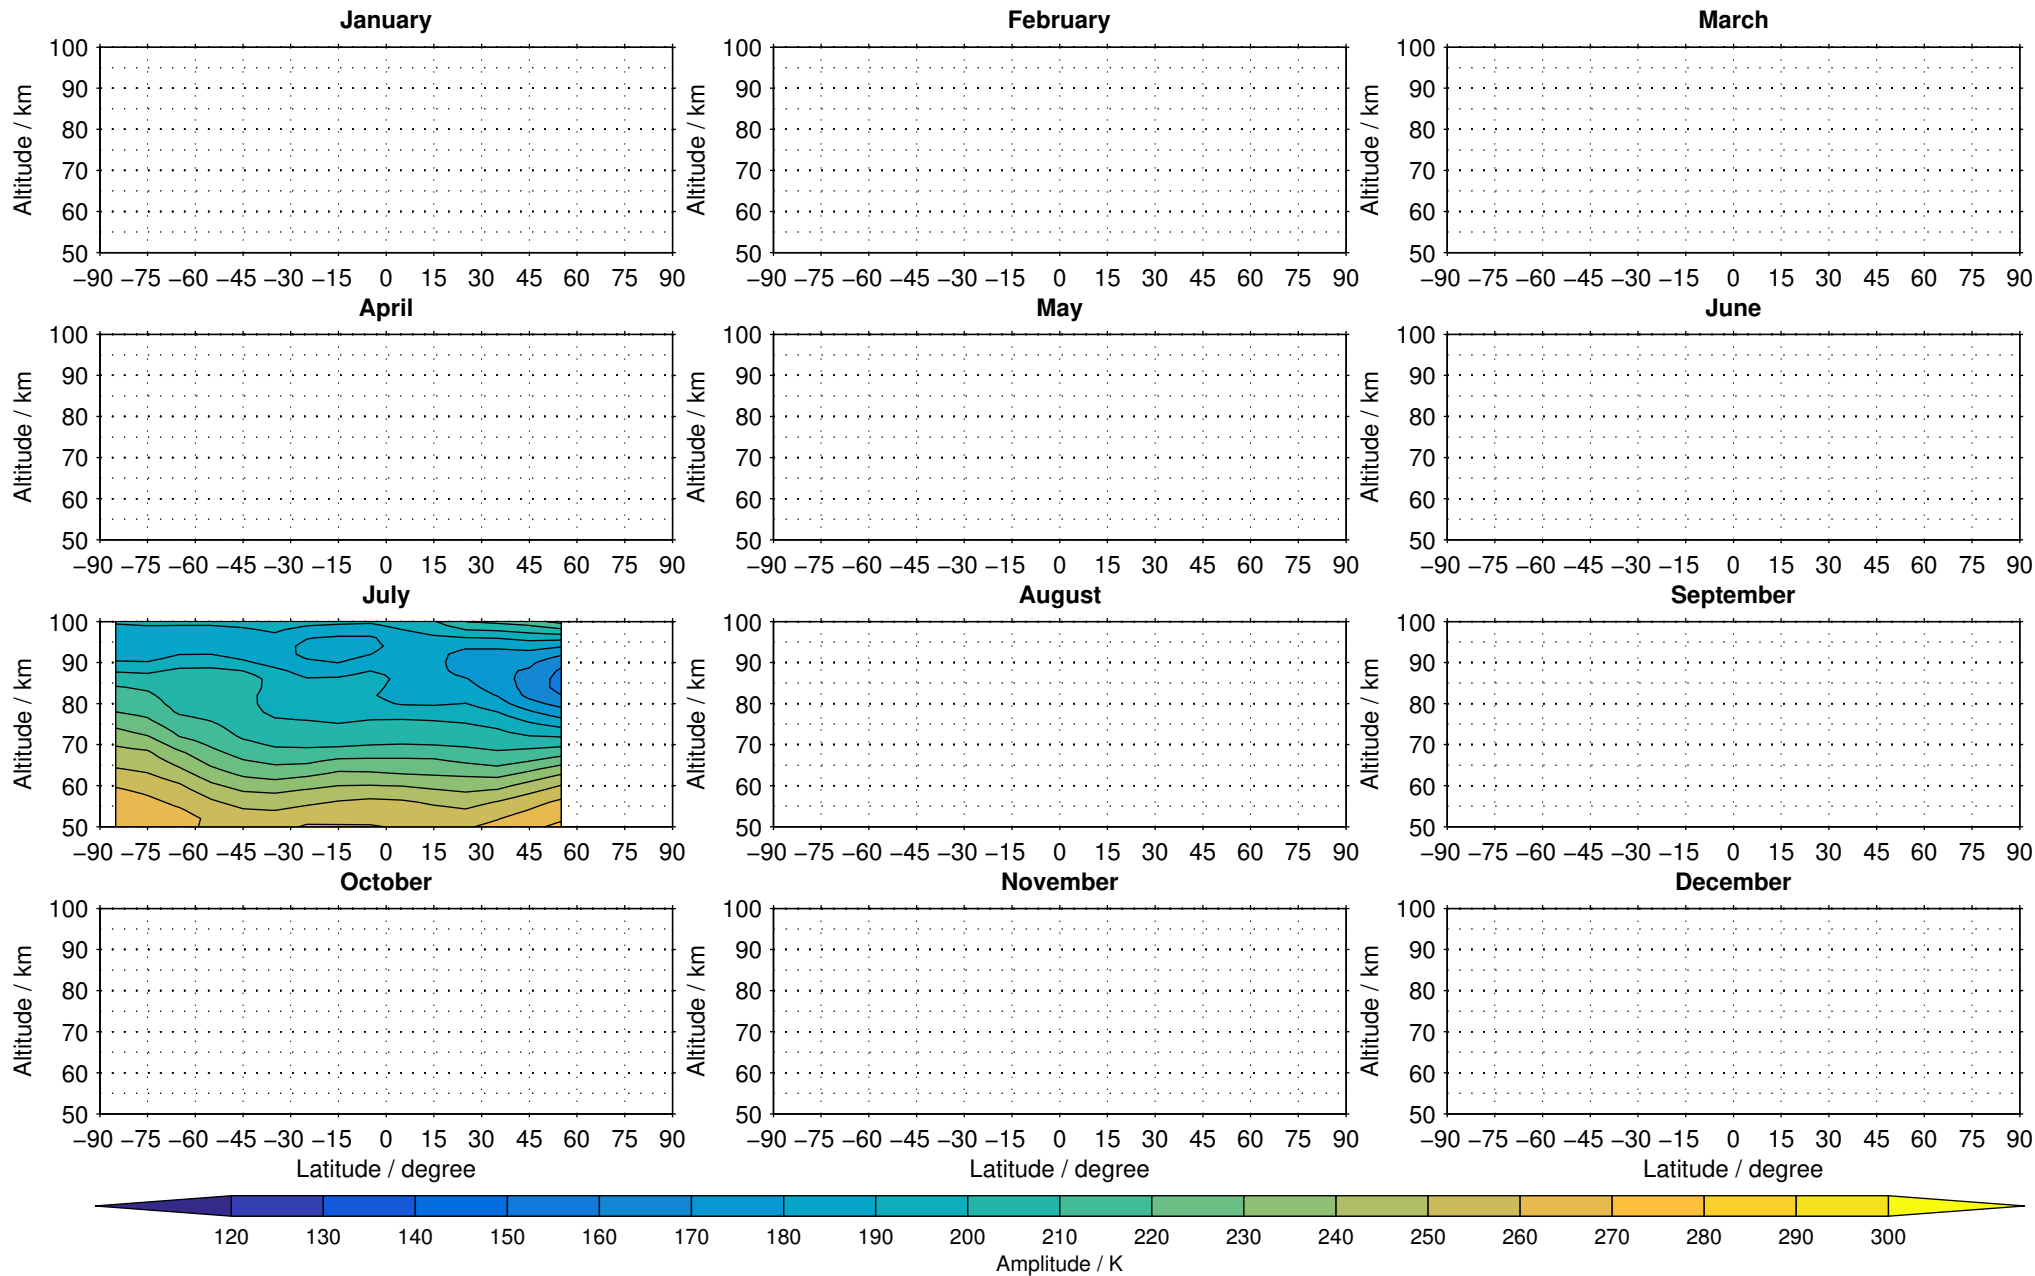 January February March
100 100 100
90 90 90
80 80 80
70 70 70
60 60 60
50 50 50
Altitude / km Altitude / km Altitude / km
−90 −75 −60 −45 −30 −15 0 15 30 45 60 75 90 −90 −75 −60 −45 −30 −15 0 15 30 45 60 75 90 −90 −75 −60 −45 −30 −15 0 15 30 45 60 75 90
April May June
100 100 100
90 90 90
80 80 80
70 70 70
60 60 60
50 50 50
Altitude / km Altitude / km Altitude / km
−90 −75 −60 −45 −30 −15 0 15 30 45 60 75 90 −90 −75 −60 −45 −30 −15 0 15 30 45 60 75 90 −90 −75 −60 −45 −30 −15 0 15 30 45 60 75 90
July August September
100 100 100
90 90 90
80 80 80
70 70 70
60 60 60
50 50 50
Altitude / km Altitude / km Altitude / km
−90 −75 −60 −45 −30 −15 0 15 30 45 60 75 90 −90 −75 −60 −45 −30 −15 0 15 30 45 60 75 90 −90 −75 −60 −45 −30 −15 0 15 30 45 60 75 90
October November December
100 100 100
90 90 90
80 80 80
70 70 70
60 60 60
50 50 50
Altitude / km Altitude / km Altitude / km
−90 −75 −60 −45 −30 −15 0 15 30 45 60 75 90 −90 −75 −60 −45 −30 −15 0 15 30 45 60 75 90 −90 −75 −60 −45 −30 −15 0 15 30 45 60 75 90
Latitude / degree Latitude / degree Latitude / degree
120 130 140 150 160 170 180 190 200 210 220 230 240 250 260 270 280 290 300
Amplitude / K